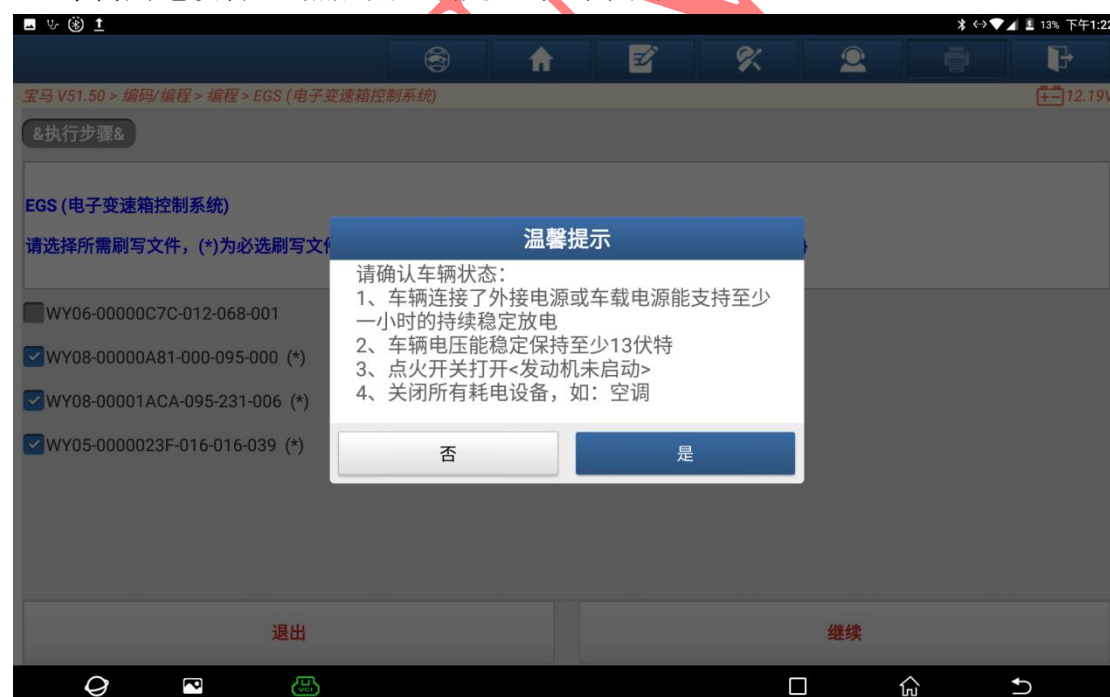 13% 下午1:22
宝马 V51.50 > 编码/编程 > 编程 > EGS (电子变速箱控制系统)
12.19V
&执行步骤&
EGS (电子变速箱控制系统)
请选择所需刷写文件，(*)为必选刷写文
温馨提示
请确认车辆状态：
1、车辆连接了外接电源或车载电源能支持至少
一小时的持续稳定放电
2、车辆电压能稳定保持至少13伏特
3、点火开关打开<发动机未启动>
4、关闭所有耗电设备，如：空调
否
是
WY06-00000C7C-012-068-001
WY08-00000A81-000-095-000 (*)
WY08-00001ACA-095-231-006 (*)
WY05-0000023F-016-016-039 (*)
退出
继续
VCI